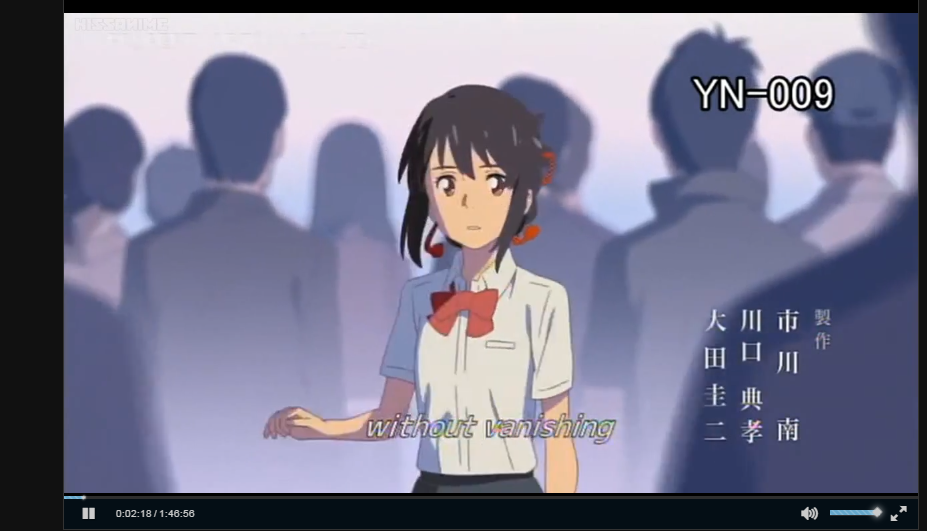 HISSANIME
YN-009
製作
市川 南
川口 典孝
大田 圭二
without vanishing
0:02:18 / 1:46:56